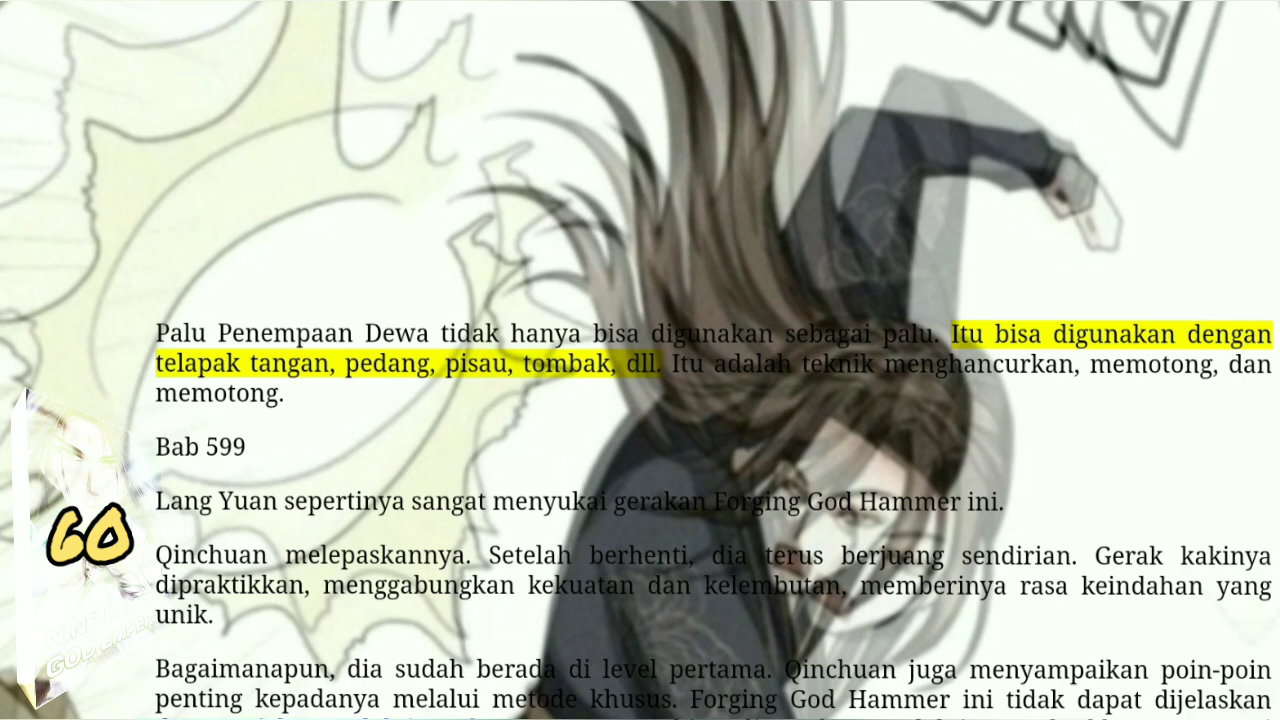 Palu Penempaan Dewa tidak hanya bisa digunakan sebagai palu. Itu bisa digunakan dengan
telapak tangan, pedang, pisau, tombak, dll. Itu adalah teknik menghancurkan, memotong, dan
memotong.
Bab 599
Lang Yuan sepertinya sangat menyukai gerakan Forging God Hammer ini.
Qinchuan melepaskannya. Setelah berhenti, dia terus berjuang sendirian. Gerak kakinya
dipraktikkan, menggabungkan kekuatan dan kelembutan, memberinya rasa keindahan yang
unik.
Bagaimanapun, dia sudah berada di level pertama. Qinchuan juga menyampaikan poin-poin
penting kepadanya melalui metode khusus. Forging God Hammer ini tidak dapat dijelaskan
60